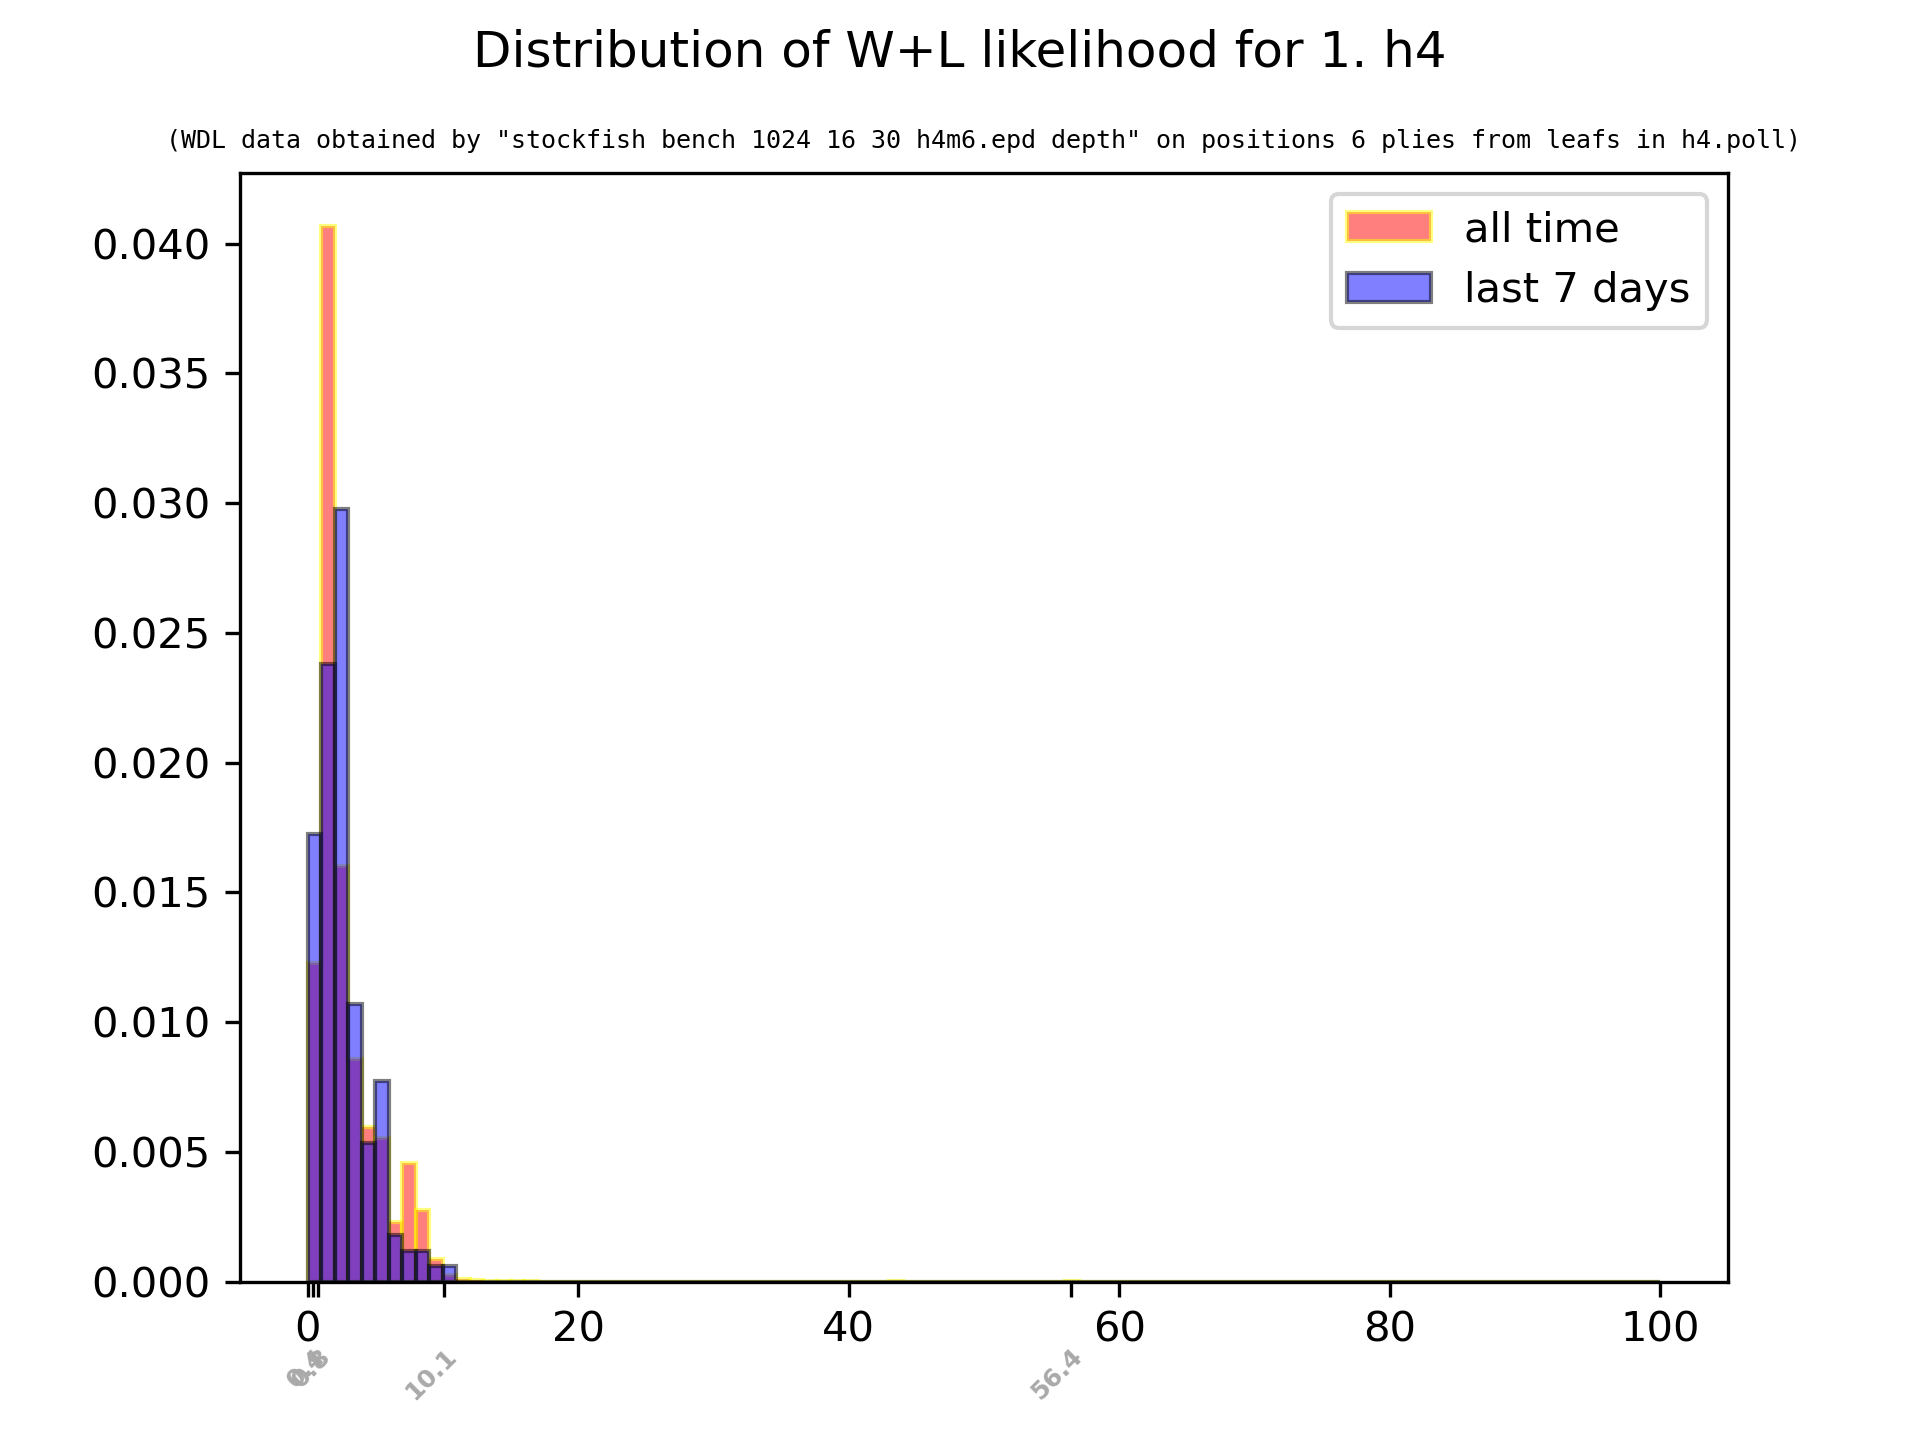 Distribution of W+L likelihood for 1. h4
(WDL data obtained by "stockfish bench 1024 16 30 h4m6.epd depth" on positions 6 plies from leafs in h4.poll)
all time
last 7 days
0.040
0.035
0.030
0.025
0.020
0.015
0.010
0.005
0.000
0 20 40 60 80 100
10.1 56.4